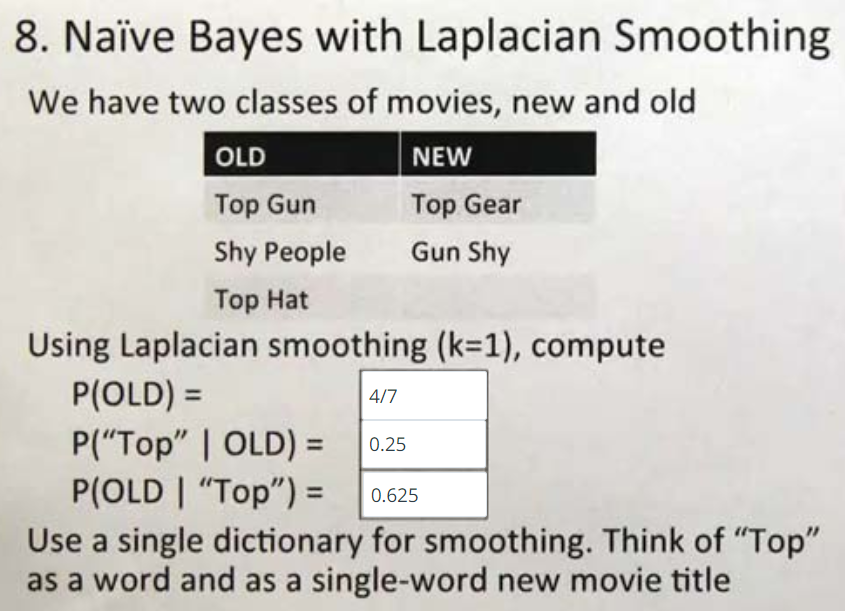 8. Naïve Bayes with Laplacian Smoothing
We have two classes of movies, new and old
OLD NEW
Top Gun Top Gear
Shy People Gun Shy
Top Hat
Using Laplacian smoothing (k=1), compute
P(OLD) = 4/7
P(“Top” | OLD) = 0.25
P(OLD | “Top”) = 0.625
Use a single dictionary for smoothing. Think of “Top”
as a word and as a single-word new movie title